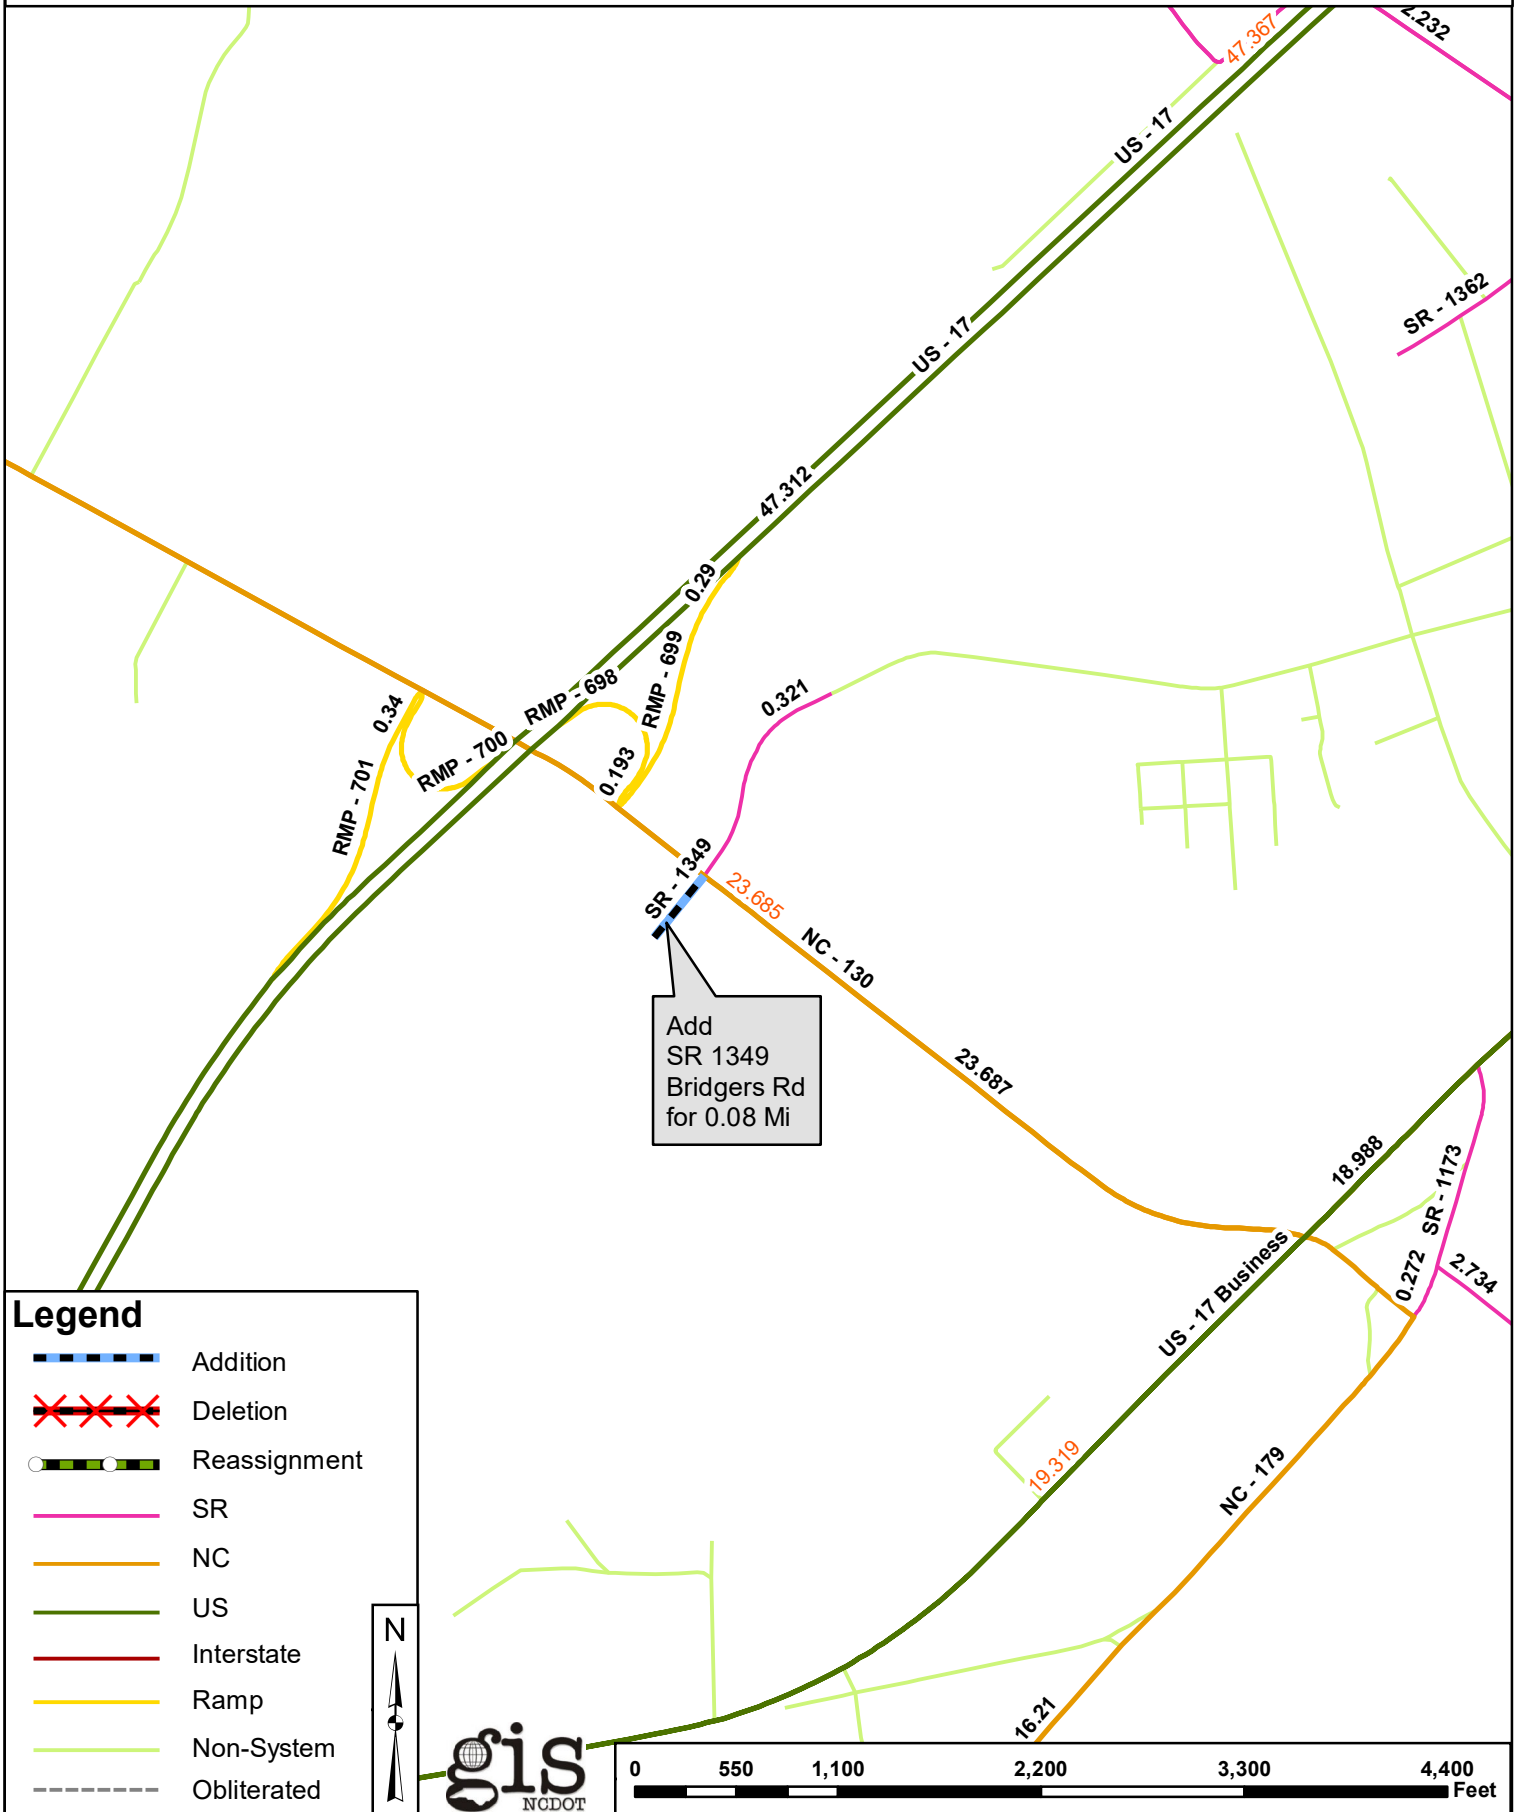 2.232
47.367
US - 17
SR - 1362
US - 17
47.312
0.29
RMP - 699
RMP - 698
0.321
0.34
RMP - 700
0.193
RMP - 701
SR - 1349
23.685
NC - 130
Add
SR 1349
Bridgers Rd
for 0.08 Mi
23.687
18.988
SR - 1173
0.272
2.734
US - 17 Business
19.319
NC - 179
16.21
Legend
Addition
Deletion
Reassignment
SR
NC
US
Interstate
Ramp
Non-System
Obliterated
N
gis
NCDOT
0 550 1,100 2,200 3,300 4,400
Feet